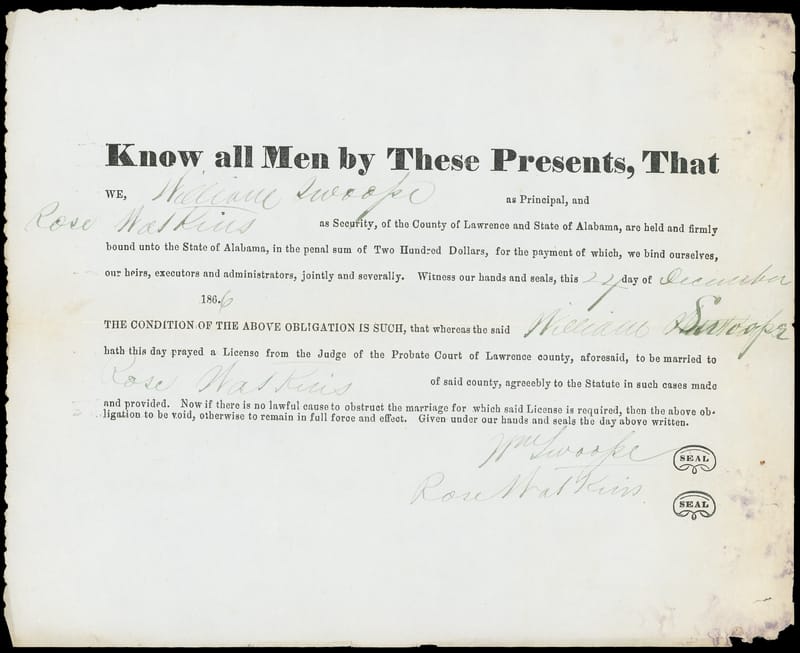 Know all Men by These Presents, That
WE, William Swoope as Principal, and
Rose Watkins as Security, of the County of Lawrence and State of Alabama, are held and firmly
bound unto the State of Alabama, in the penal sum of Two Hundred Dollars, for the payment of which, we bind ourselves,
our heirs, executors and administrators, jointly and severally. Witness our hands and seals, this 24 day of December
1866
THE CONDITION OF THE ABOVE OBLIGATION IS SUCH, that whereas the said William Swoope
hath this day prayed a License from the Judge of the Probate Court of Lawrence county, aforesaid, to be married to
Rose Watkins of said county, agreeebly to the Statute in such cases made
and provided. Now if there is no lawful cause to obstruct the marriage for which said License is required, then the above ob-
ligation to be void, otherwise to remain in full force and effect. Given under our hands and seals the day above written.
Wm Swoope SEAL
Rose Watkins SEAL